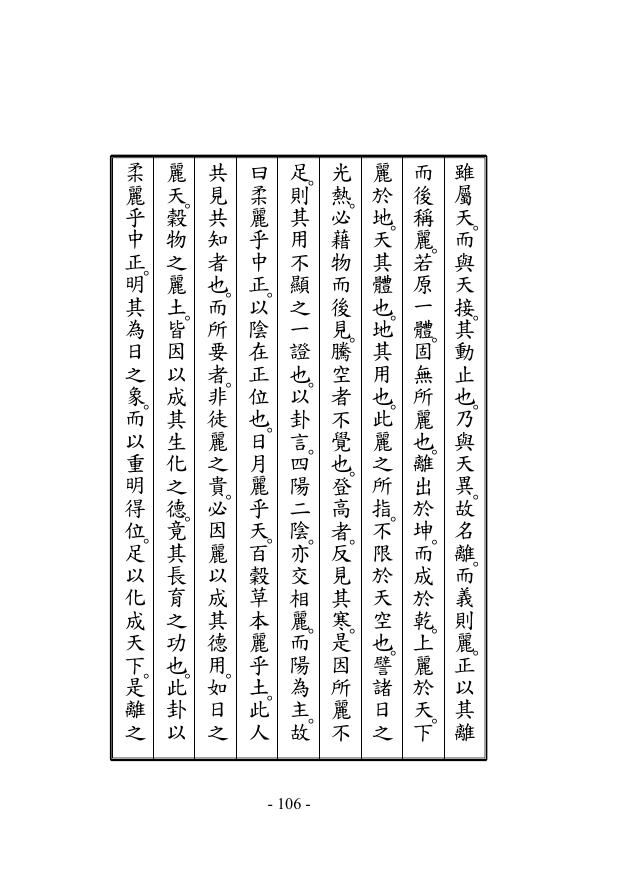 雖屬天。而與天接。其動止也。乃與天異。故名離。而義則麗。正以其離
而後稱麗。若原一體。固無所麗也。離出於坤。而成於乾。上麗於天。下
麗於地。天其體也。地其用也。此麗之所指。不限於天空也。譬諸日之
光熱。必藉物而後見。騰空者不覺也。登高者。反見其寒。是因所麗不
足。則其用不顯之一證也。以卦言。四陽二陰。亦交相麗。而陽為主。故
曰柔麗乎中正。以陰在正位也。日月麗乎天。百穀草本麗乎土。此人
共見共知者也。而所要者。非徒麗之貴。必因麗以成其德用。如日之
麗天。穀物之麗土。皆因以成其生化之德。竟其長育之功也。此卦以
柔麗乎中正。明其為日之象。而以重明得位。足以化成天下。是離之
- 106 -